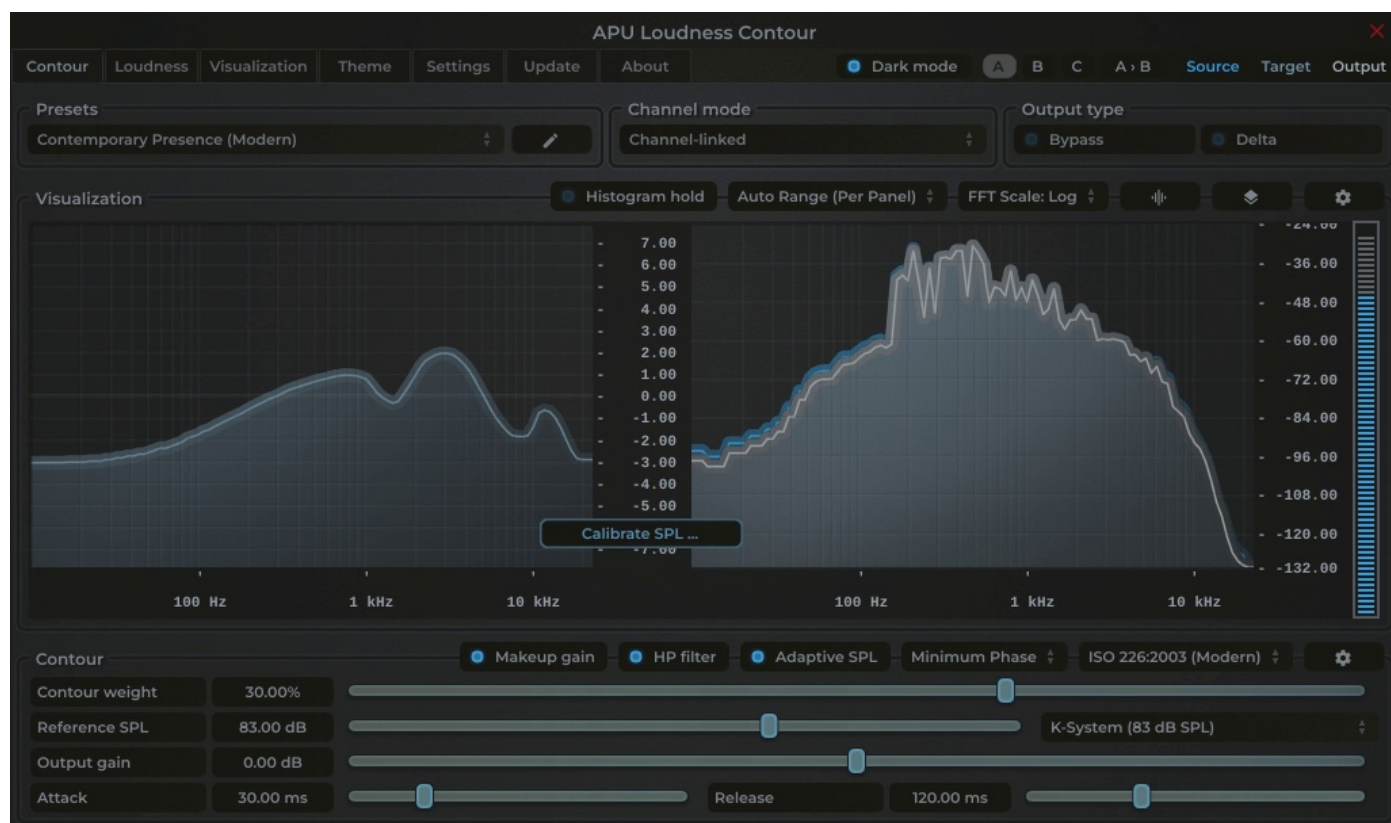 APU Loudness Contour
Contour Loudness Visualization Theme Settings Update About Dark mode A B C A › B Source Target Output
Presets Channel mode Output type
Contemporary Presence (Modern) Channel-linked Bypass Delta
Visualization Histogram hold Auto Range (Per Panel) FFT Scale: Log
7.00
6.00
5.00
4.00
3.00
2.00
1.00
0.00
-1.00
-2.00
-3.00
-4.00
-5.00
Calibrate SPL ...
-7.00
100 Hz 1 kHz 10 kHz
-24.00
-36.00
-48.00
-60.00
-72.00
-84.00
-96.00
-108.00
-120.00
-132.00
100 Hz 1 kHz 10 kHz
Contour Makeup gain HP filter Adaptive SPL Minimum Phase ISO 226:2003 (Modern)
Contour weight 30.00%
Reference SPL 83.00 dB K-System (83 dB SPL)
Output gain 0.00 dB
Attack 30.00 ms Release 120.00 ms